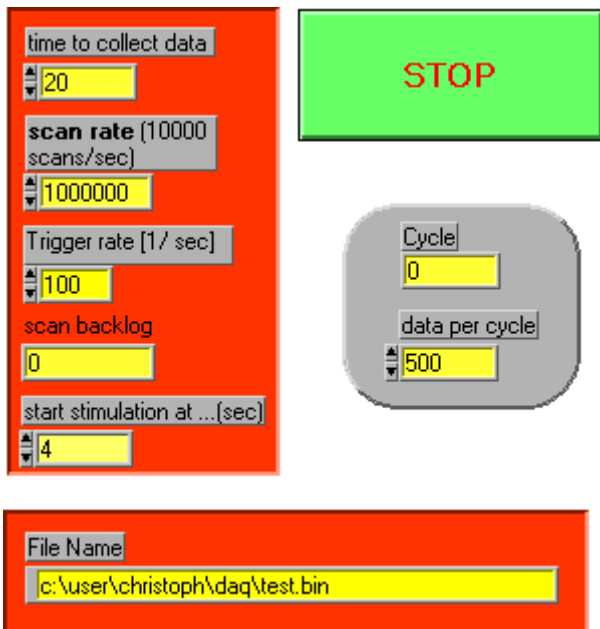 time to collect data
20
scan rate (10000
scans/sec)
1000000
Trigger rate [1/ sec]
100
scan backlog
0
start stimulation at ...(sec)
4
STOP
Cycle
0
data per cycle
500
File Name
c:\user\christoph\daq\test.bin